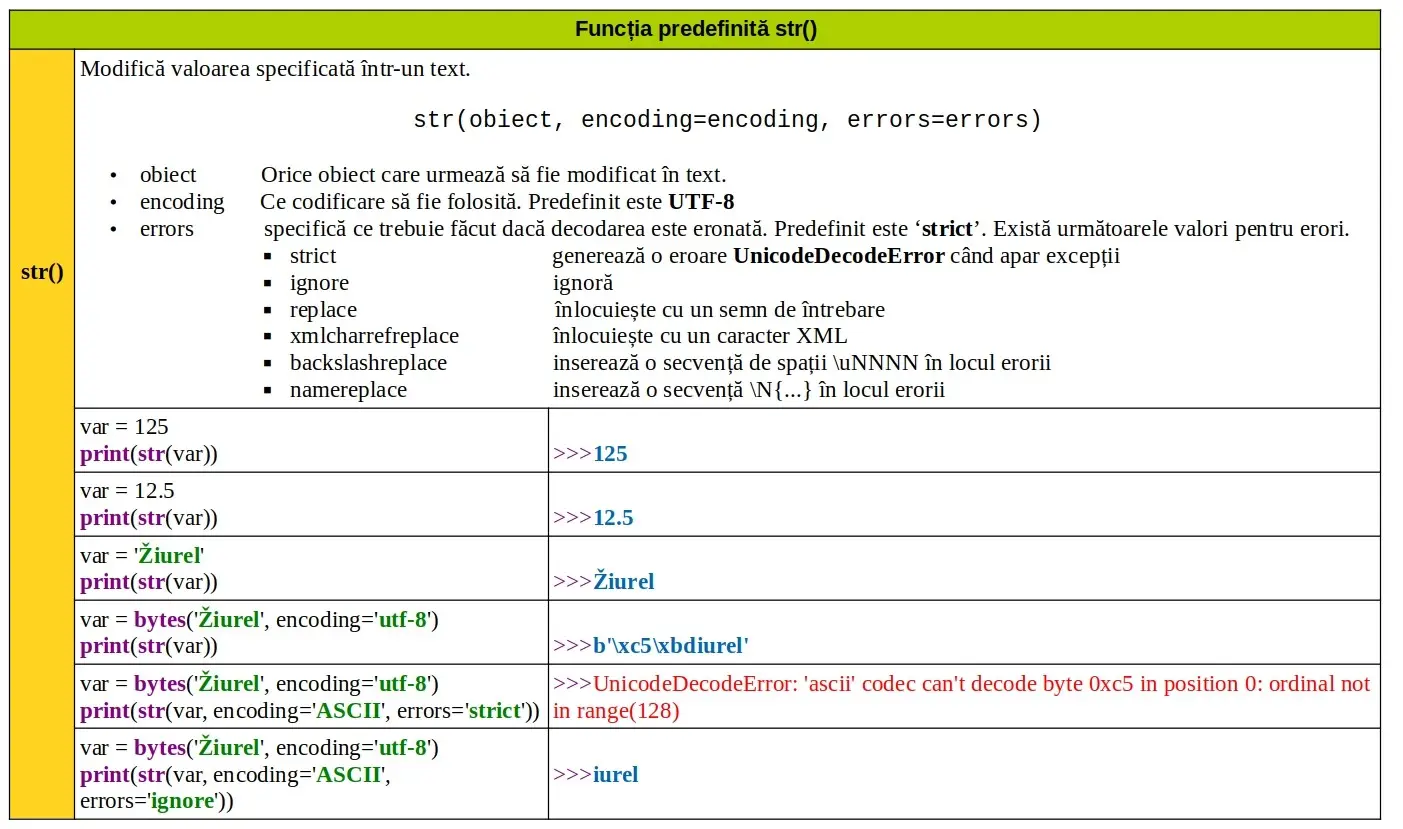 Funcția predefinită str()
str()
Modifică valoarea specificată într-un text.
str(obiect, encoding=encoding, errors=errors)
• obiect Orice obiect care urmează să fie modificat în text.
• encoding Ce codificare să fie folosită. Predefinit este UTF-8
• errors specifică ce trebuie făcut dacă decodarea este eronată. Predefinit este ‘strict’. Există următoarele valori pentru erori.
▪ strict generează o eroare UnicodeDecodeError când apar excepții
▪ ignore ignoră
▪ replace înlocuiește cu un semn de întrebare
▪ xmlcharrefreplace înlocuiește cu un caracter XML
▪ backslashreplace inserează o secvență de spații \uNNNN în locul erorii
▪ namereplace inserează o secvență \N{...} în locul erorii
var = 125
print(str(var))
>>>125
var = 12.5
print(str(var))
>>>12.5
var = 'Žiurel'
print(str(var))
>>>Žiurel
var = bytes('Žiurel', encoding='utf-8')
print(str(var))
>>>b'\xc5\xbdiurel'
var = bytes('Žiurel', encoding='utf-8')
print(str(var, encoding='ASCII', errors='strict'))
>>>UnicodeDecodeError: 'ascii' codec can't decode byte 0xc5 in position 0: ordinal not
in range(128)
var = bytes('Žiurel', encoding='utf-8')
print(str(var, encoding='ASCII',
errors='ignore'))
>>>iurel